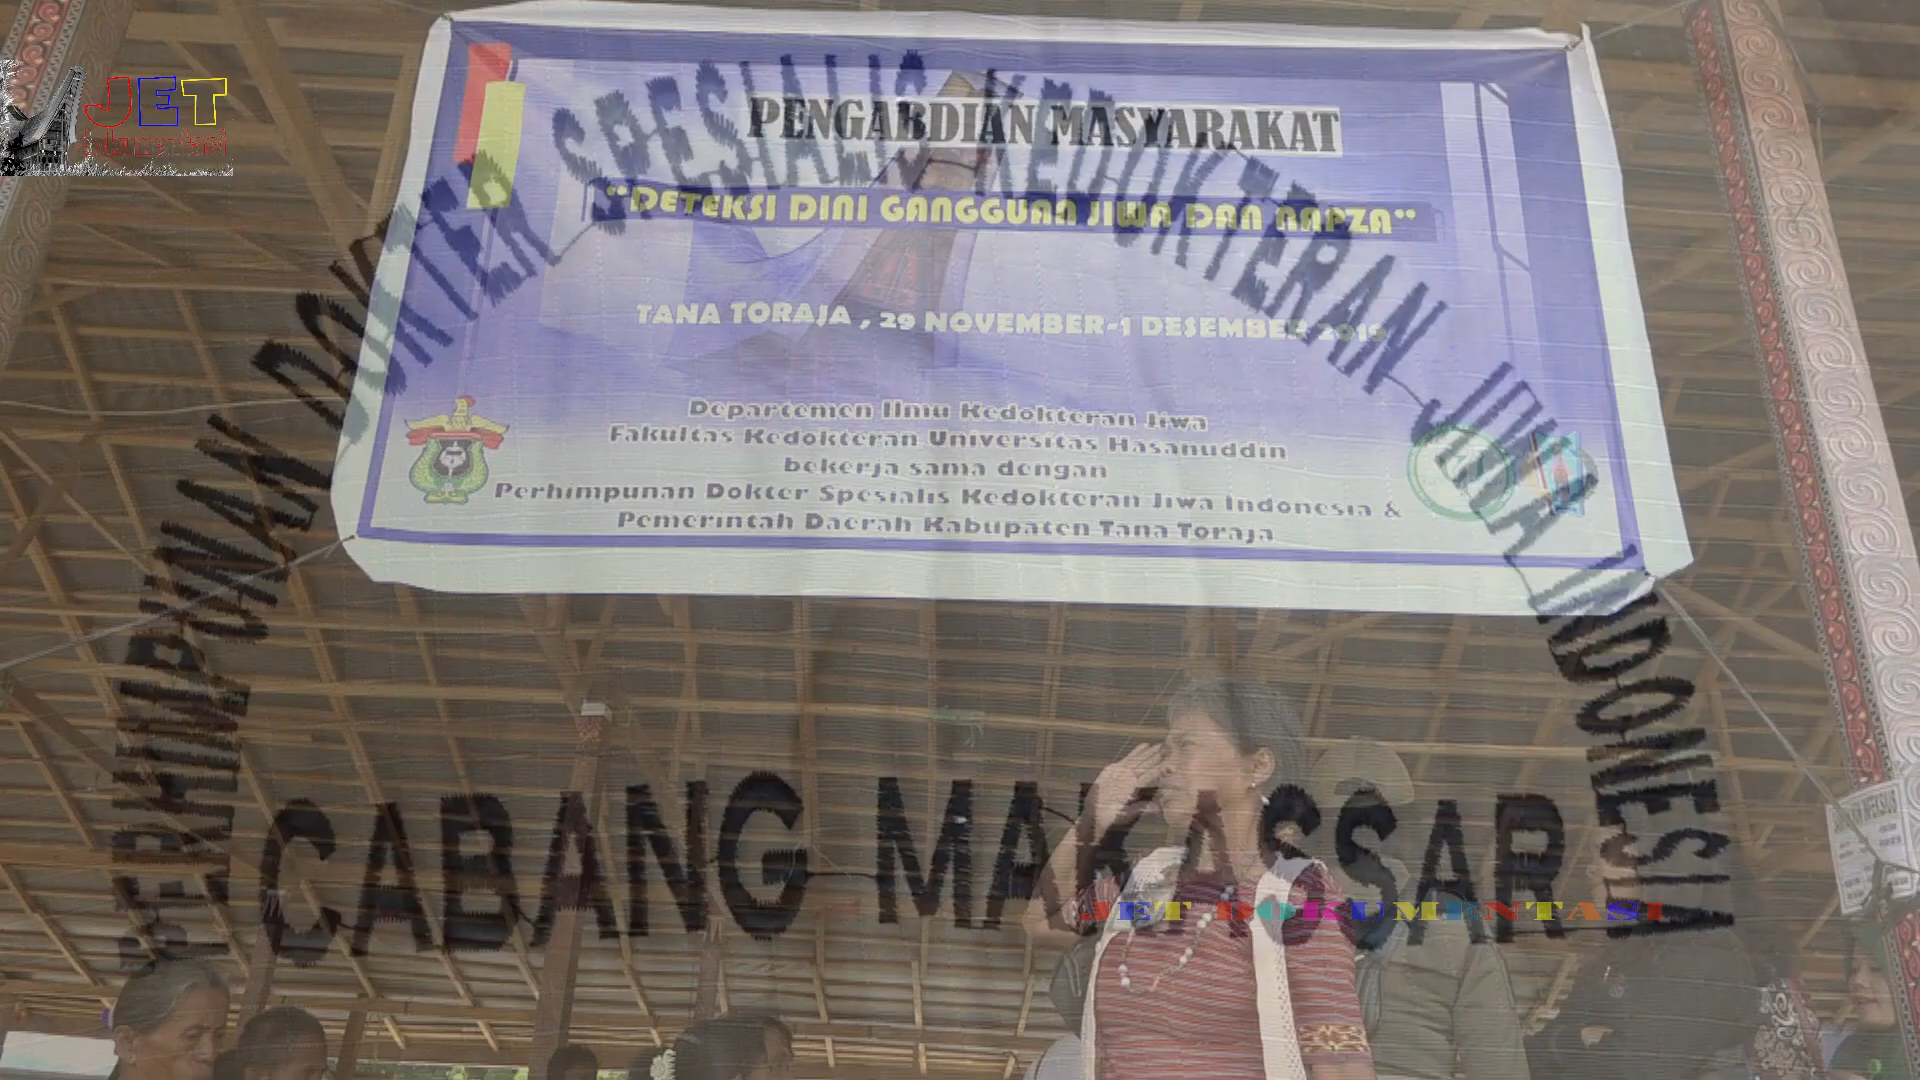 JET
PENGABDIAN MASYARAKAT
"DETEKSI DINI GANGGUAN JIWA DAN NAPZA"
TANA TORAJA , 29 NOVEMBER-1 DESEMBER 2019
Departemen Ilmu Kedokteran Jiwa
Fakultas Kedokteran Universitas Hasanuddin
bekerja sama dengan
Perhimpunan Dokter Spesialis Kedokteran Jiwa Indonesia &
Pemerintah Daerah Kabupaten Tana Toraja
PERHIMPUNAN DOKTER SPESIALIS KEDOKTERAN JIWA INDONESIA
CABANG MAKASSAR
JET DOKUMENTASI